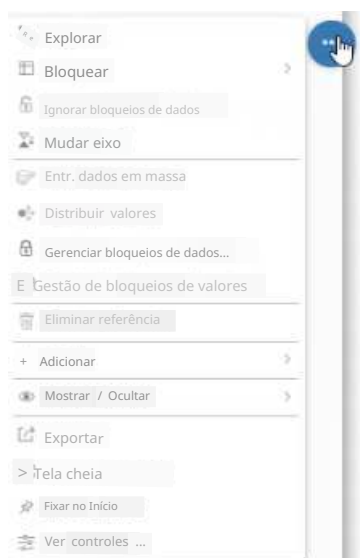 Explorar
Bloquear
Ignorar bloqueios de dados
Mudar eixo
Entr. dados em massa
Distribuir valores
Gerenciar bloqueios de dados...
E Gestão de bloqueios de valores
Eliminar referência
+ Adicionar
Mostrar / Ocultar
Exportar
> Tela cheia
Fixar no Início
Ver controles ...